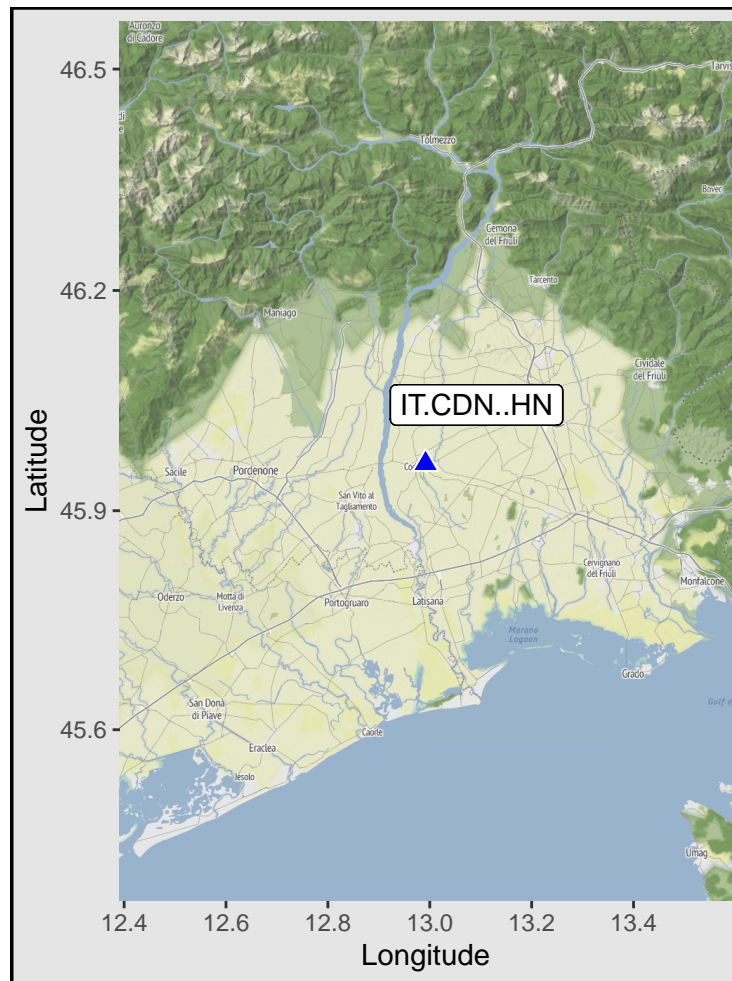 Auronzo
di Cadore
46.5
Tarvis
Tolmezzo
Bovec
Gemona
del Friuli
Tarcento
46.2
Maniago
Cividale
del Friuli
IT.CDN..HN
Latitude
Sacile
Pordenone
Co
San Vito al
Tagliamento
45.9
Cervignano
del Friuli
Monfalcone
Oderzo
Motta di
Livenza
Portogruaro
Latisana
Marano
Lagoon
Grado
San Donà
di Piave
Golf o
45.6
Caorle
Eraclea
Jesolo
Umag
12.4
12.6
12.8
13.0
13.2
13.4
Longitude